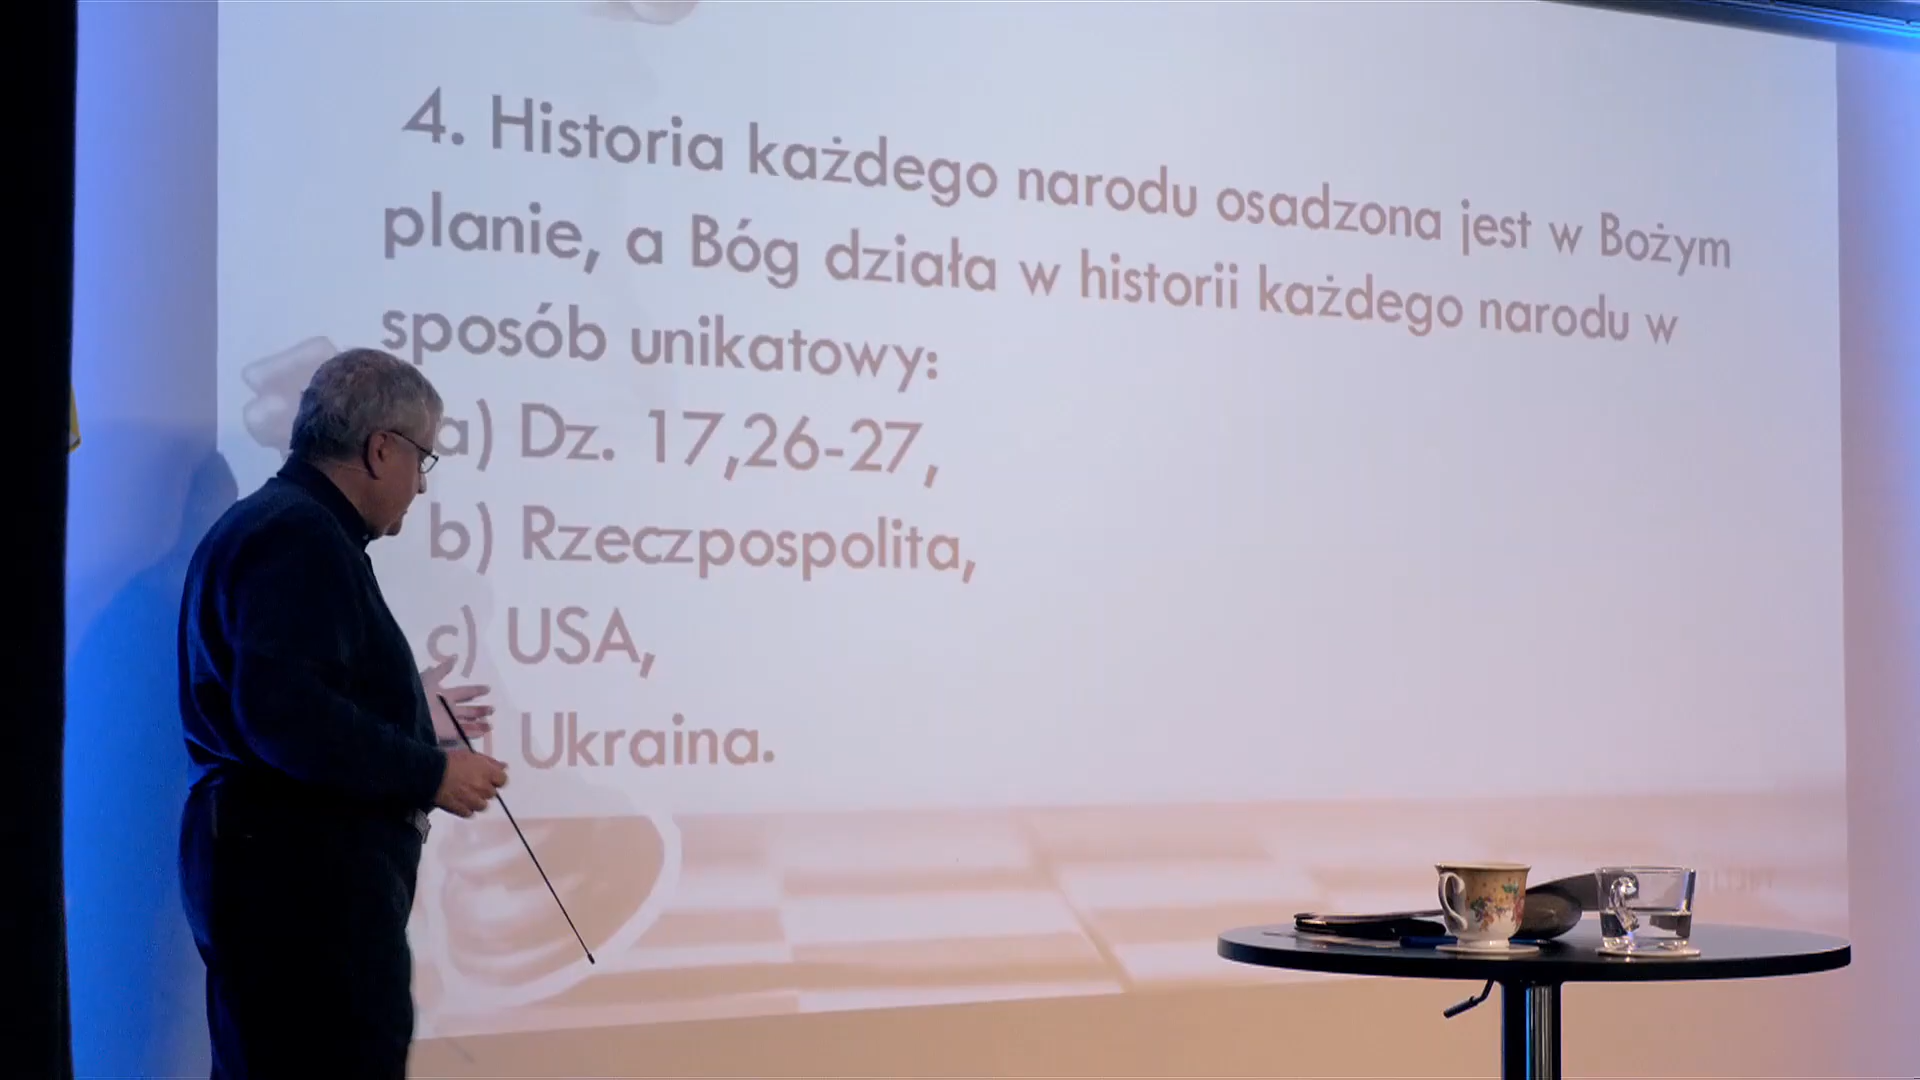 4. Historia każdego narodu osadzona jest w Bożym
planie, a Bóg działa w historii każdego narodu w
sposób unikatowy:
a) Dz. 17,26-27,
b) Rzeczpospolita,
c) USA,
Ukraina.